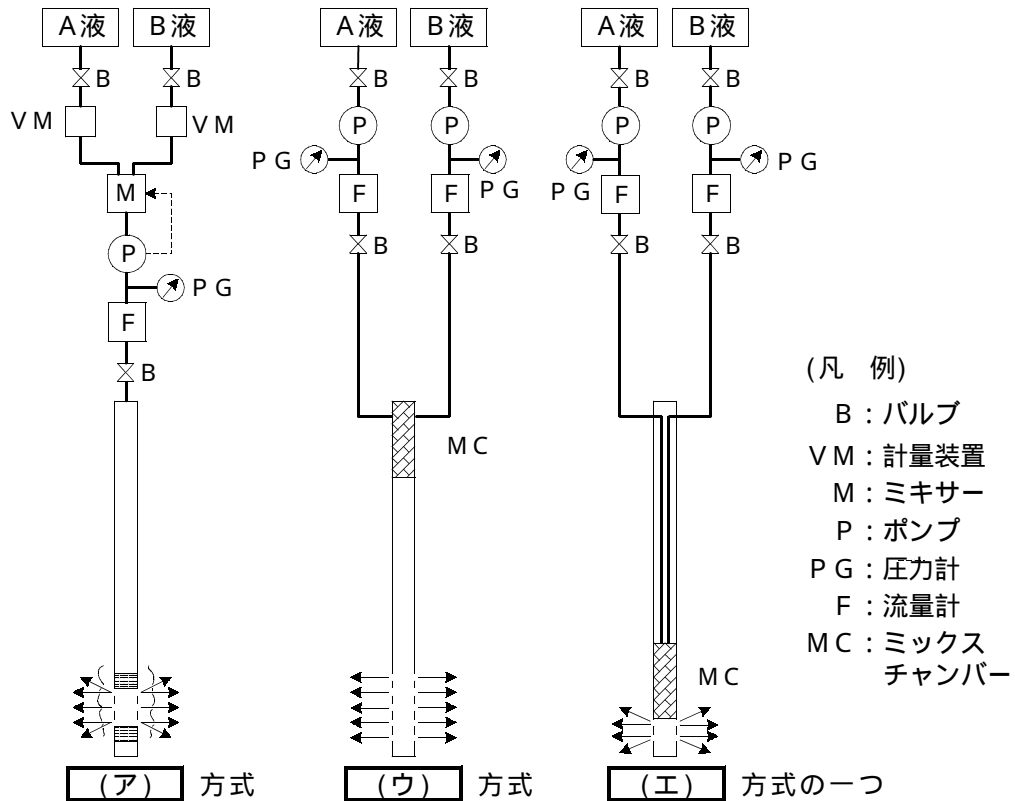 A液 B液 A液 B液 A液 B液
B B B B B B
VM VM P P P P
PG PG PG PG
M F F F F
P B B B B
PG
F
B
MC
MC
(凡 例)
B:バルブ
VM:計量装置
M:ミキサー
P:ポンプ
PG:圧力計
F:流量計
MC:ミックス
チャンバー
(ア) 方式 (ウ) 方式 (エ) 方式の一つ